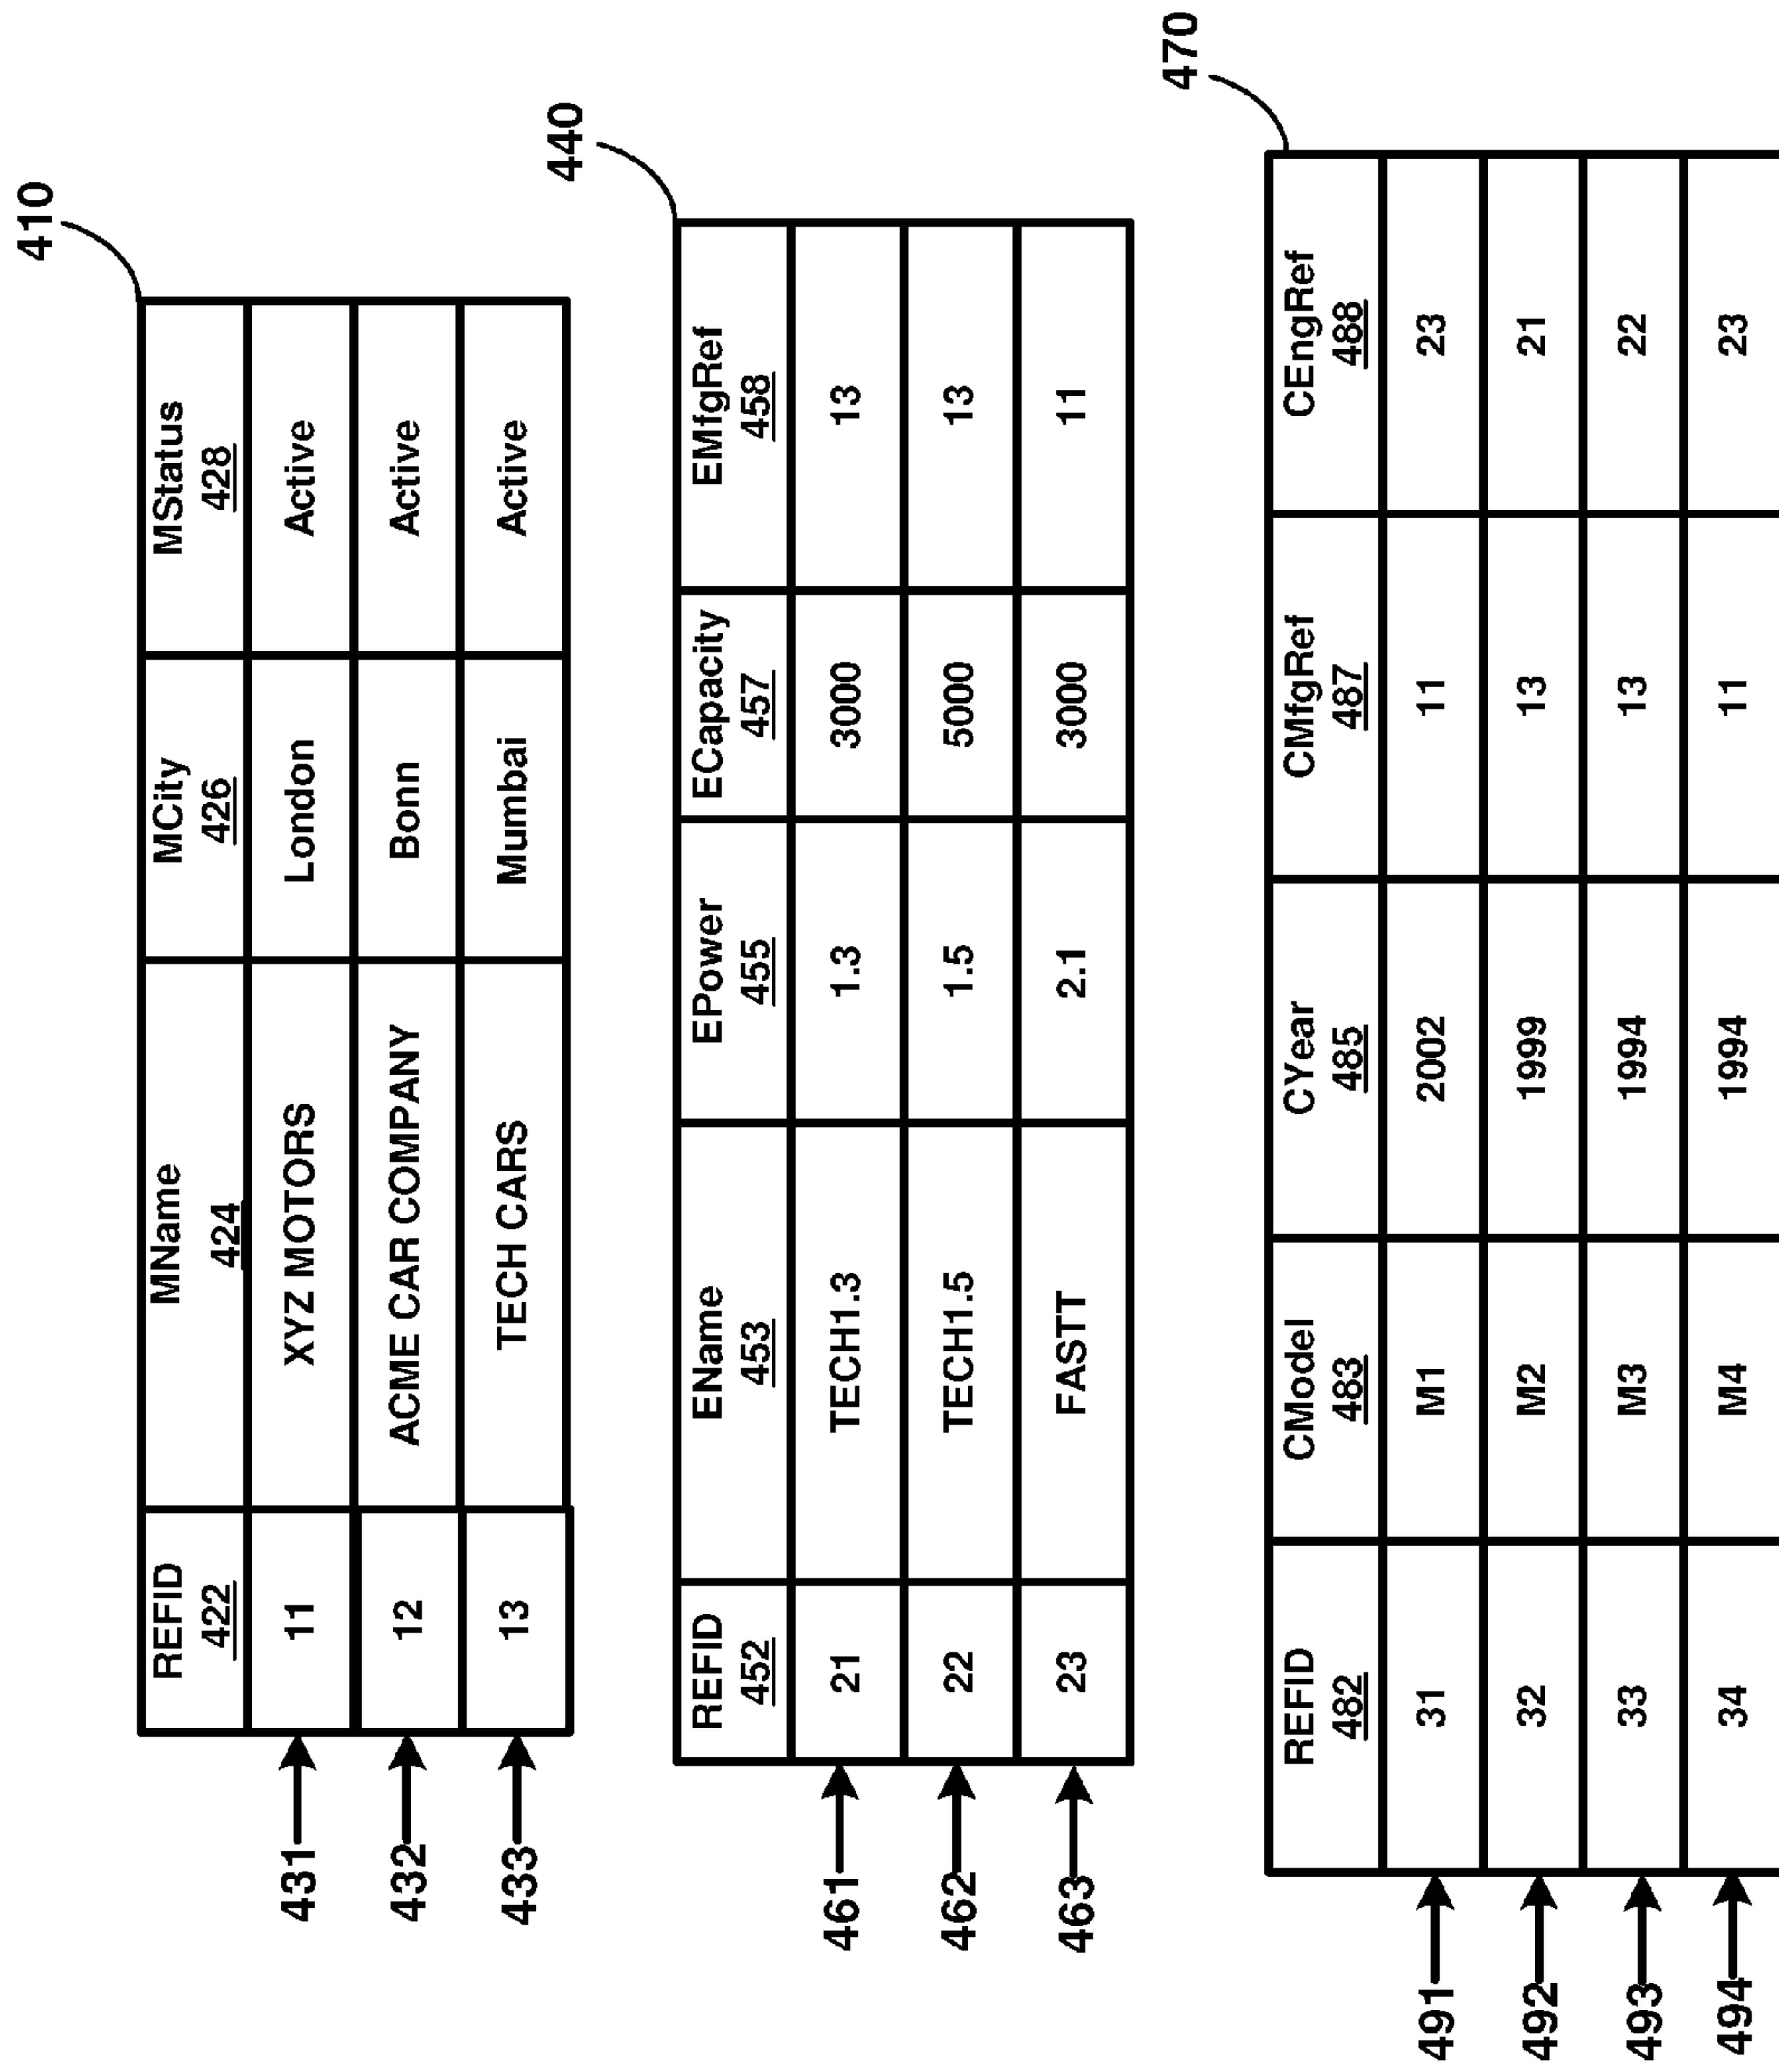 410
REFID MName MCity MStatus
422 424 426 428
431 11 XYZ MOTORS London Active
432 12 ACME CAR COMPANY Bonn Active
433 13 TECH CARS Mumbai Active
440
REFID EName EPower ECapacity EMfgRef
452 453 455 457 458
461 21 TECH1.3 1.3 3000 13
462 22 TECH1.5 1.5 5000 13
463 23 FASTT 2.1 3000 11
470
REFID CModel CYear CMfgRef CEngRef
482 483 485 487 488
491 31 M1 2002 11 23
492 32 M2 1999 13 21
493 33 M3 1994 13 22
494 34 M4 1994 11 23